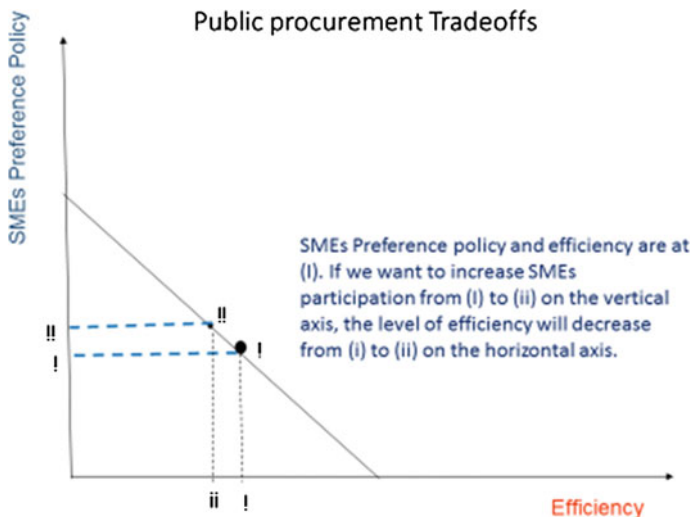 Public procurement Tradeoffs
SMEs Preference Policy
SMEs Preference policy and efficiency are at
(I). If we want to increase SMEs
participation from (I) to (ii) on the vertical
axis, the level of efficiency will decrease
from (i) to (ii) on the horizontal axis.
!!
!!
!
!
ii
!
Efficiency